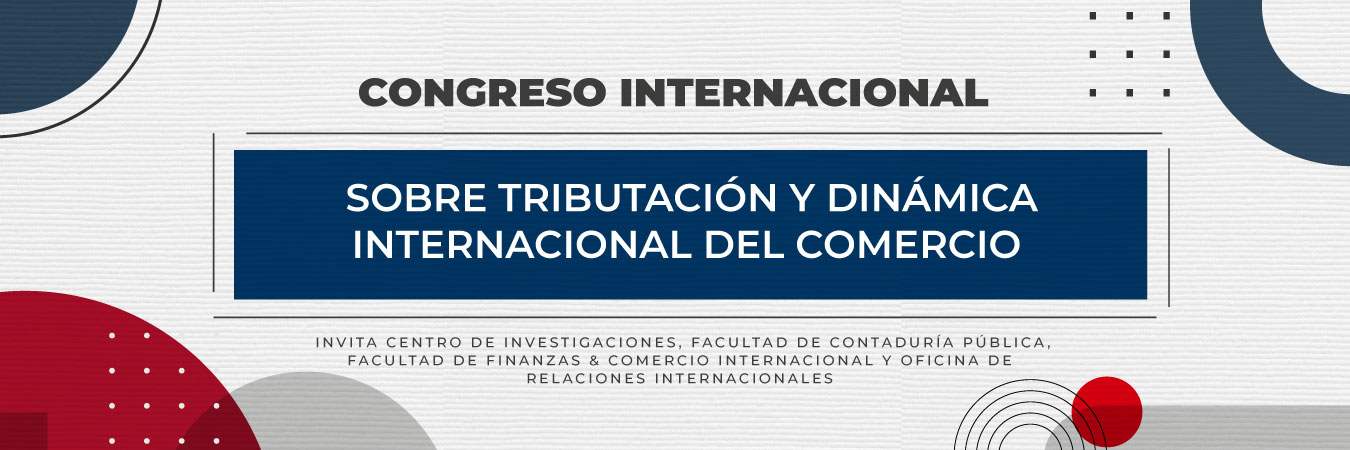 CONGRESO INTERNACIONAL
SOBRE TRIBUTACIÓN Y DINÁMICA
INTERNACIONAL DEL COMERCIO
INVITA CENTRO DE INVESTIGACIONES, FACULTAD DE CONTADURÍA PÚBLICA,
FACULTAD DE FINANZAS & COMERCIO INTERNACIONAL Y OFICINA DE
RELACIONES INTERNACIONALES